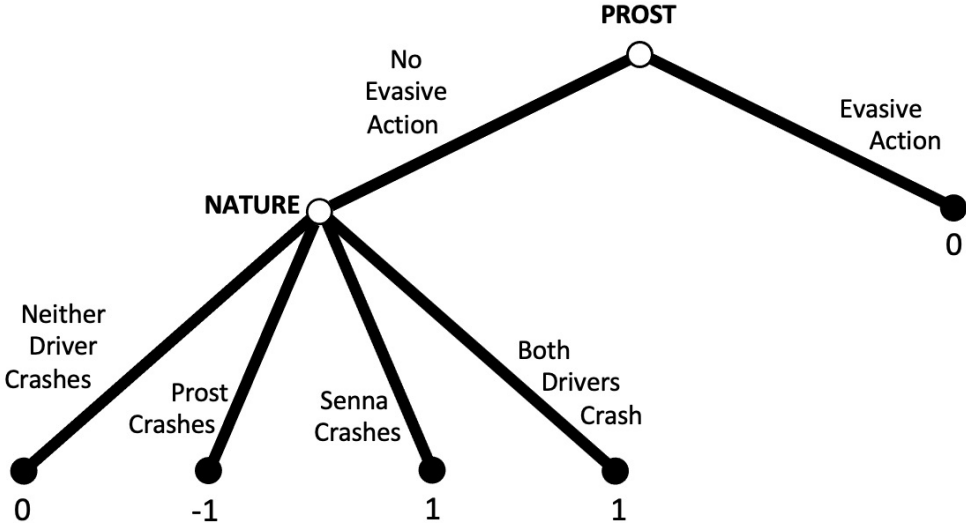 PROST
No
Evasive
Action
Evasive
Action
NATURE
0
Neither
Driver
Crashes
Prost
Crashes
Senna
Crashes
Both
Drivers
Crash
0
-1
1
1